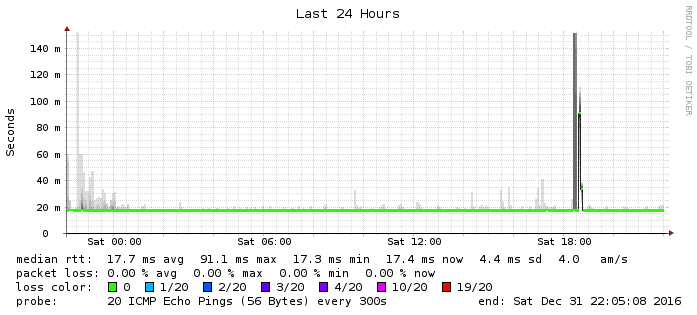 Last 24 Hours
RRDTOOL / TOBI OETIKER
Seconds
140 m
120 m
100 m
80 m
60 m
40 m
20 m
0
Sat 00:00 Sat 06:00 Sat 12:00 Sat 18:00
median rtt: 17.7 ms avg 91.1 ms max 17.3 ms min 17.4 ms now 4.4 ms sd 4.0 am/s
packet loss: 0.00 % avg 0.00 % max 0.00 % min 0.00 % now
loss color: 0 1/20 2/20 3/20 4/20 10/20 19/20
probe: 20 ICMP Echo Pings (56 Bytes) every 300s end: Sat Dec 31 22:05:08 2016